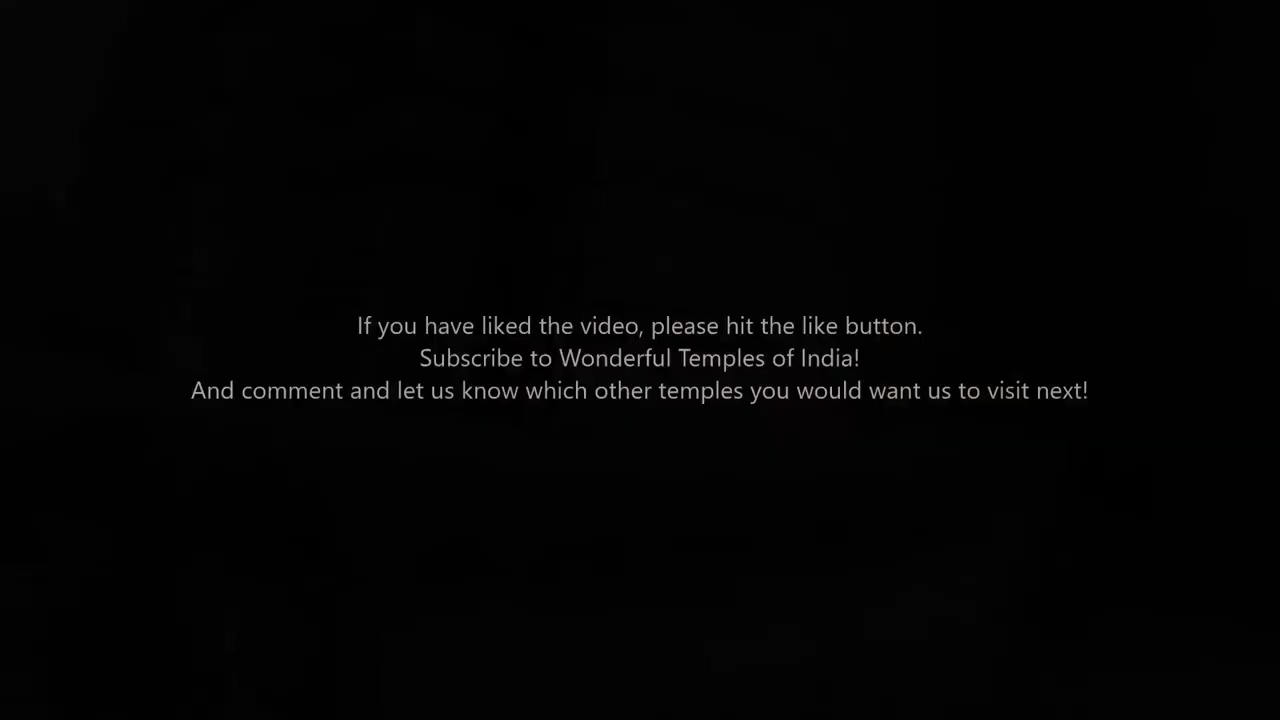 If you have liked the video, please hit the like button.
Subscribe to Wonderful Temples of India!
And comment and let us know which other temples you would want us to visit next!